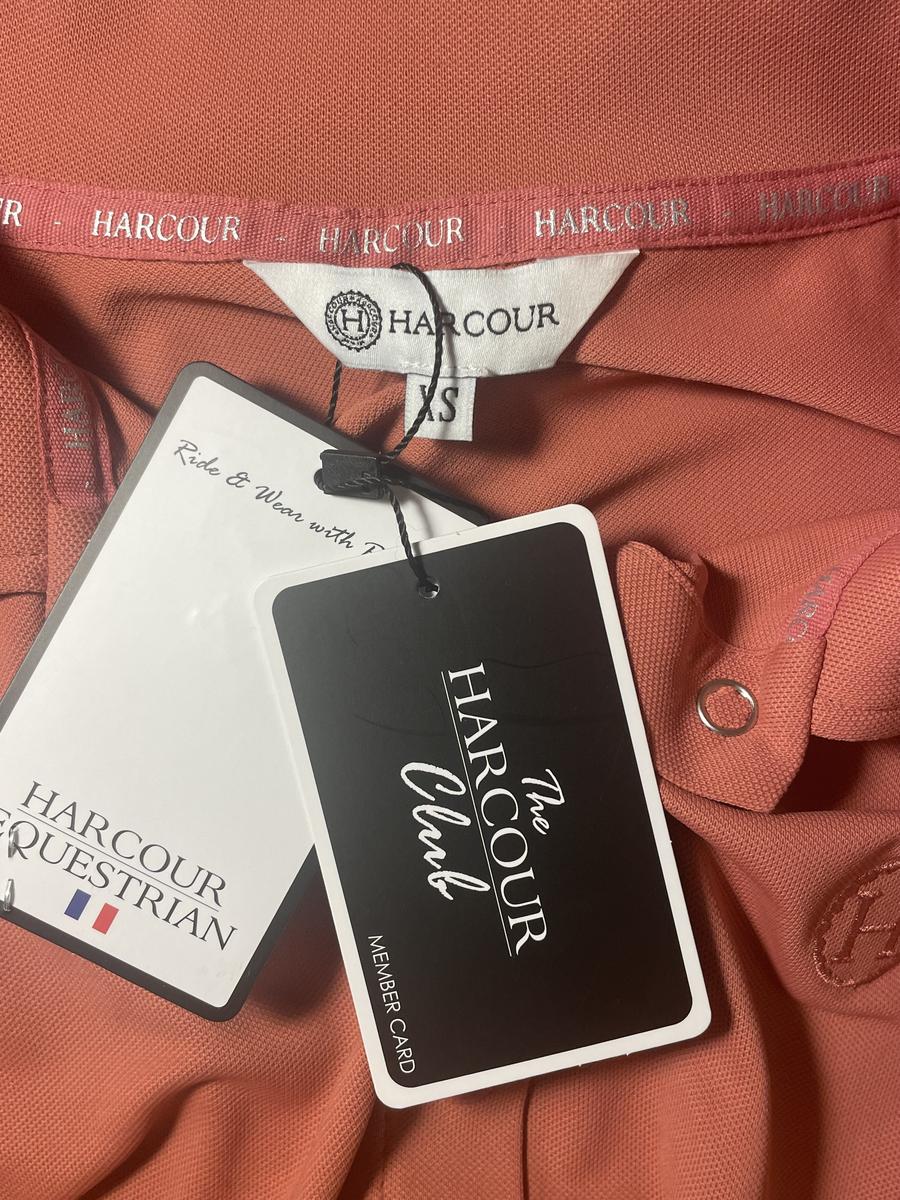 HARCOUR - HARCOUR - HARCOUR - HARCOUR
H HARCOUR
XS
Ride & Wear with
HARCOUR
EQUESTRIAN
The
HARCOUR
Club
MEMBER CARD
H